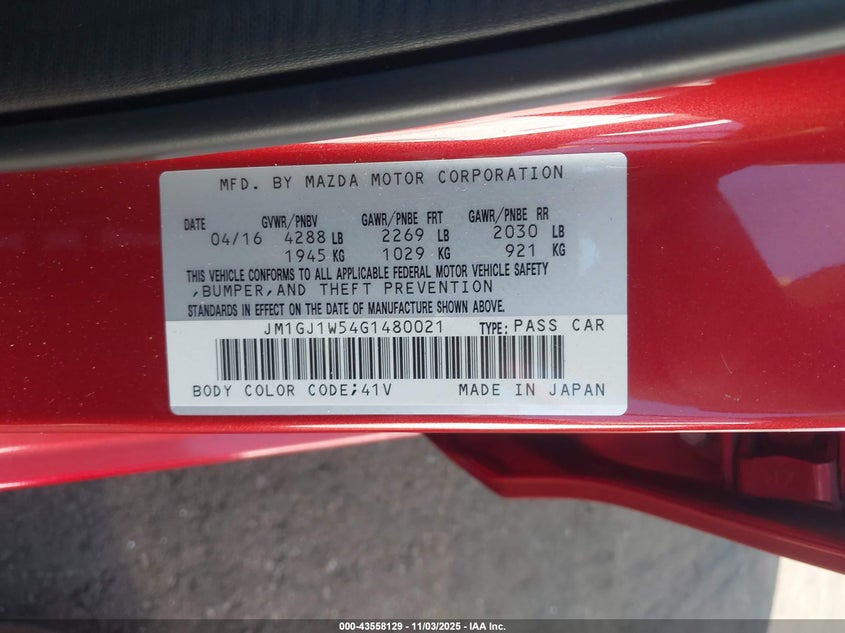 MFD. BY MAZDA MOTOR CORPORATION
DATE GVWR/PNBV GAWR/PNBE FRT GAWR/PNBE RR
04/16 4288 LB 2269 LB 2030 LB
1945 KG 1029 KG 921 KG
THIS VEHICLE CONFORMS TO ALL APPLICABLE FEDERAL MOTOR VEHICLE SAFETY
,BUMPER,AND THEFT PREVENTION
STANDARDS IN EFFECT ON THE DATE OF MANUFACTURE SHOWN ABOVE.
JM1GJ1W54G1480021 TYPE: PASS CAR
BODY COLOR CODE;41V MADE IN JAPAN
000-43558129 - 11/03/2025 - IAA Inc.